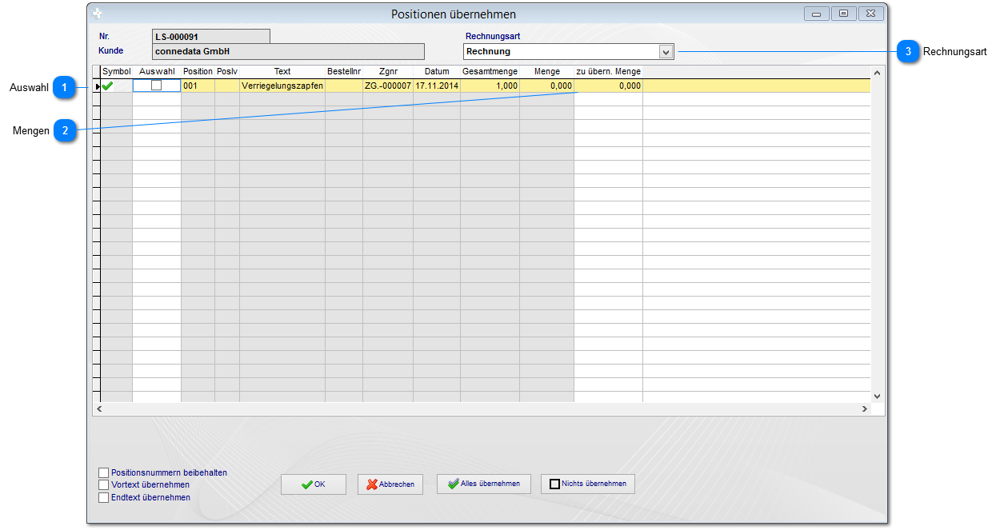 Positionen übernehmen
Nr. LS-000091 Rechnungsart
Kunde connedata GmbH Rechnung 3 Rechnungsart
Symbol Auswahl Position Poslv Text Bestellnr Zgnr Datum Gesamtmenge Menge zu übern. Menge
Auswahl 1 001 Verriegelungszapfen ZG.-000007 17.11.2014 1,000 0,000 0,000
Mengen 2
Positionsnummern beibehalten
Vortext übernehmen
Endtext übernehmen
OK Abbrechen Alles übernehmen Nichts übernehmen